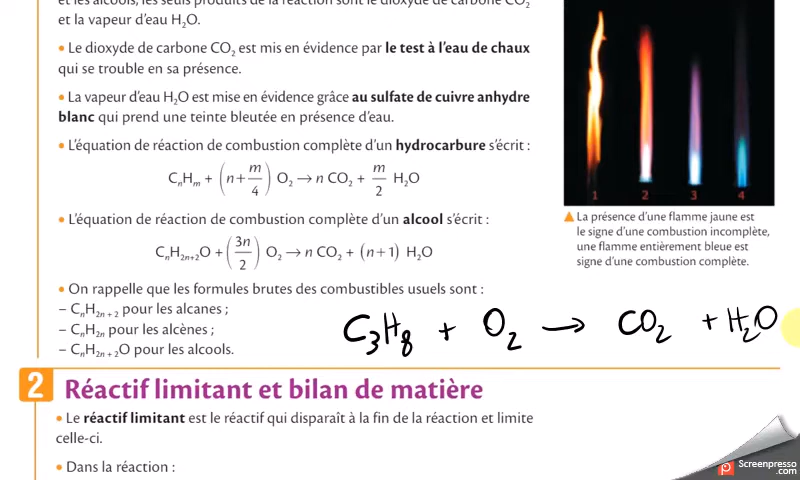 et les alcools, les seuls produits de la réaction sont le dioxyde de carbone CO₂
et la vapeur d'eau H₂O.
• Le dioxyde de carbone CO₂ est mis en évidence par le test à l'eau de chaux
qui se trouble en sa présence.
• La vapeur d'eau H₂O est mise en évidence grâce au sulfate de cuivre anhydre
blanc qui prend une teinte bleutée en présence d'eau.
• L'équation de réaction de combustion complète d'un hydrocarbure s'écrit :
CₙHₘ + (n + m/4) O₂ → n CO₂ + m/2 H₂O
• L'équation de réaction de combustion complète d'un alcool s'écrit :
CₙH₂ₙ₊₂O + (3n/2) O₂ → n CO₂ + (n + 1) H₂O
• On rappelle que les formules brutes des combustibles usuels sont :
– CₙH₂ₙ₊₂ pour les alcanes ;
– CₙH₂ₙ pour les alcènes ;
– CₙH₂ₙ₊₂O pour les alcools.
1 2 3 4
▲ La présence d'une flamme jaune est
le signe d'une combustion incomplète,
une flamme entièrement bleue est
signe d'une combustion complète.
C₃H₈ + O₂ → CO₂ + H₂O
2 Réactif limitant et bilan de matière
• Le réactif limitant est le réactif qui disparaît à la fin de la réaction et limite
celle-ci.
• Dans la réaction :
Screenpresso
.com